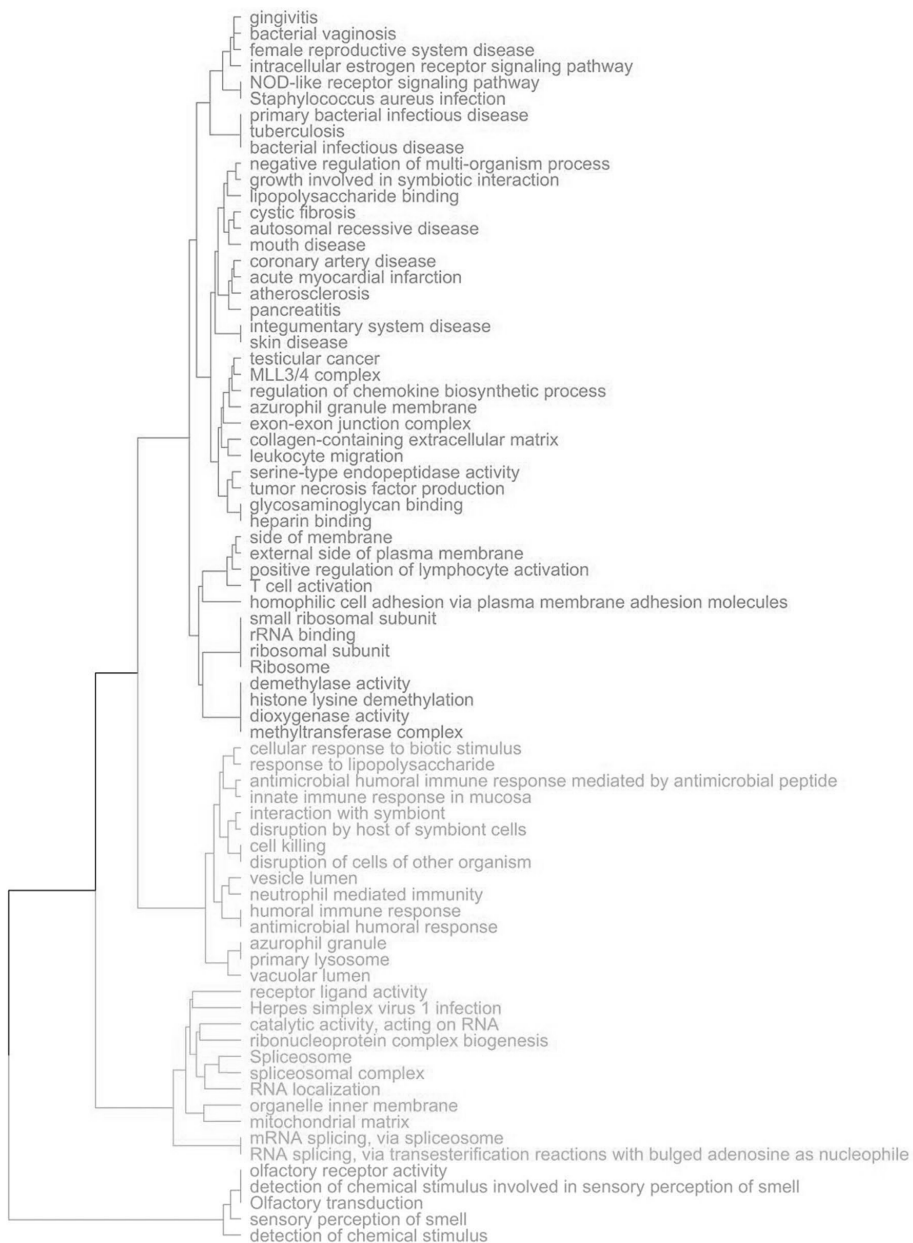 gingivitis
bacterial vaginosis
female reproductive system disease
intracellular estrogen receptor signaling pathway
NOD-like receptor signaling pathway
Staphylococcus aureus infection
primary bacterial infectious disease
tuberculosis
bacterial infectious disease
negative regulation of multi-organism process
growth involved in symbiotic interaction
lipopolysaccharide binding
cystic fibrosis
autosomal recessive disease
mouth disease
coronary artery disease
acute myocardial infarction
atherosclerosis
pancreatitis
integumentary system disease
skin disease
testicular cancer
MLL3/4 complex
regulation of chemokine biosynthetic process
azurophil granule membrane
exon-exon junction complex
collagen-containing extracellular matrix
leukocyte migration
serine-type endopeptidase activity
tumor necrosis factor production
glycosaminoglycan binding
heparin binding
side of membrane
external side of plasma membrane
positive regulation of lymphocyte activation
T cell activation
homophilic cell adhesion via plasma membrane adhesion molecules
small ribosomal subunit
rRNA binding
ribosomal subunit
Ribosome
demethylase activity
histone lysine demethylation
dioxygenase activity
methyltransferase complex
cellular response to biotic stimulus
response to lipopolysaccharide
antimicrobial humoral immune response mediated by antimicrobial peptide
innate immune response in mucosa
interaction with symbiont
disruption by host of symbiont cells
cell killing
disruption of cells of other organism
vesicle lumen
neutrophil mediated immunity
humoral immune response
antimicrobial humoral response
azurophil granule
primary lysosome
vacuolar lumen
receptor ligand activity
Herpes simplex virus 1 infection
catalytic activity, acting on RNA
ribonucleoprotein complex biogenesis
Spliceosome
spliceosomal complex
RNA localization
organelle inner membrane
mitochondrial matrix
mRNA splicing, via spliceosome
RNA splicing, via transesterification reactions with bulged adenosine as nucleophile
olfactory receptor activity
detection of chemical stimulus involved in sensory perception of smell
Olfactory transduction
sensory perception of smell
detection of chemical stimulus